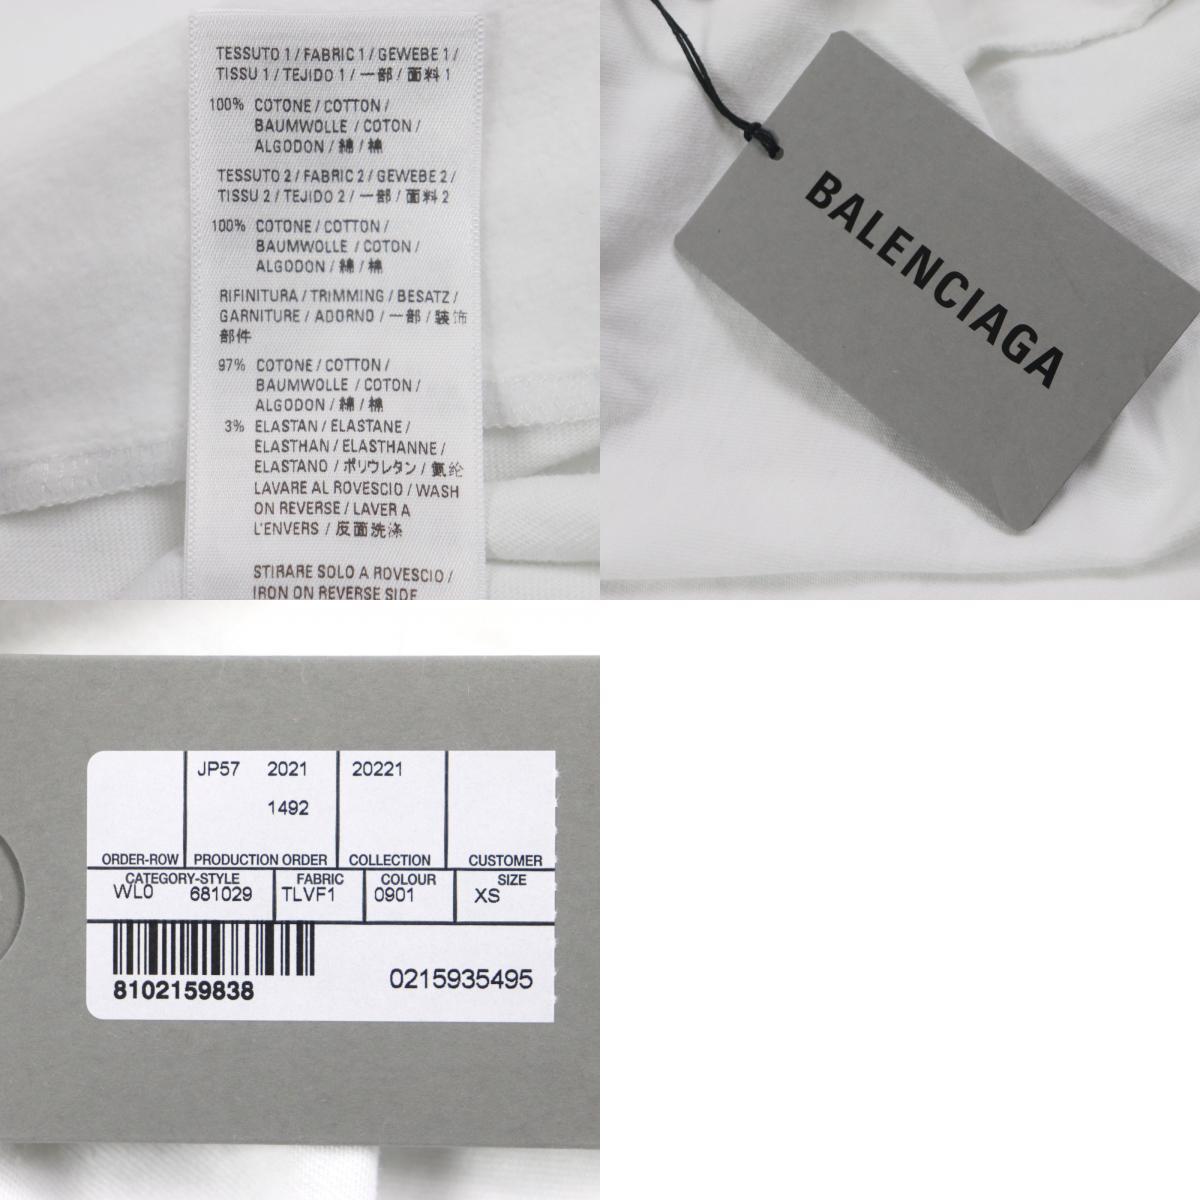 TESSUTO 1 / FABRIC 1 / GEWEBE 1 /
TISSU 1 / TEJIDO 1 / 一部 / 面料 1
100% COTONE / COTTON /
BAUMWOLLE / COTON /
ALGODON / 綿 / 棉
TESSUTO 2 / FABRIC 2 / GEWEBE 2 /
TISSU 2 / TEJIDO 2 / 一部 / 面料 2
100% COTONE / COTTON /
BAUMWOLLE / COTON /
ALGODON / 綿 / 棉
RIFINITURA / TRIMMING / BESATZ /
GARNITURE / ADORNO / 一部 / 装饰
部件
97% COTONE / COTTON /
BAUMWOLLE / COTON /
ALGODON / 綿 / 棉
3% ELASTAN / ELASTANE /
ELASTHAN / ELASTHANNE /
ELASTANO / ポリウレタン / 氨纶
LAVARE AL ROVESCIO / WASH
ON REVERSE / LAVER A
L'ENVERS / 反面洗涤
STIRARE SOLO A ROVESCIO /
IRON ON REVERSE SIDE
BALENCIAGA
JP57 2021 20221
1492
ORDER-ROW PRODUCTION ORDER COLLECTION CUSTOMER
CATEGORY-STYLE FABRIC COLOUR SIZE
WL0 681029 TLVF1 0901 XS
8102159838 0215935495